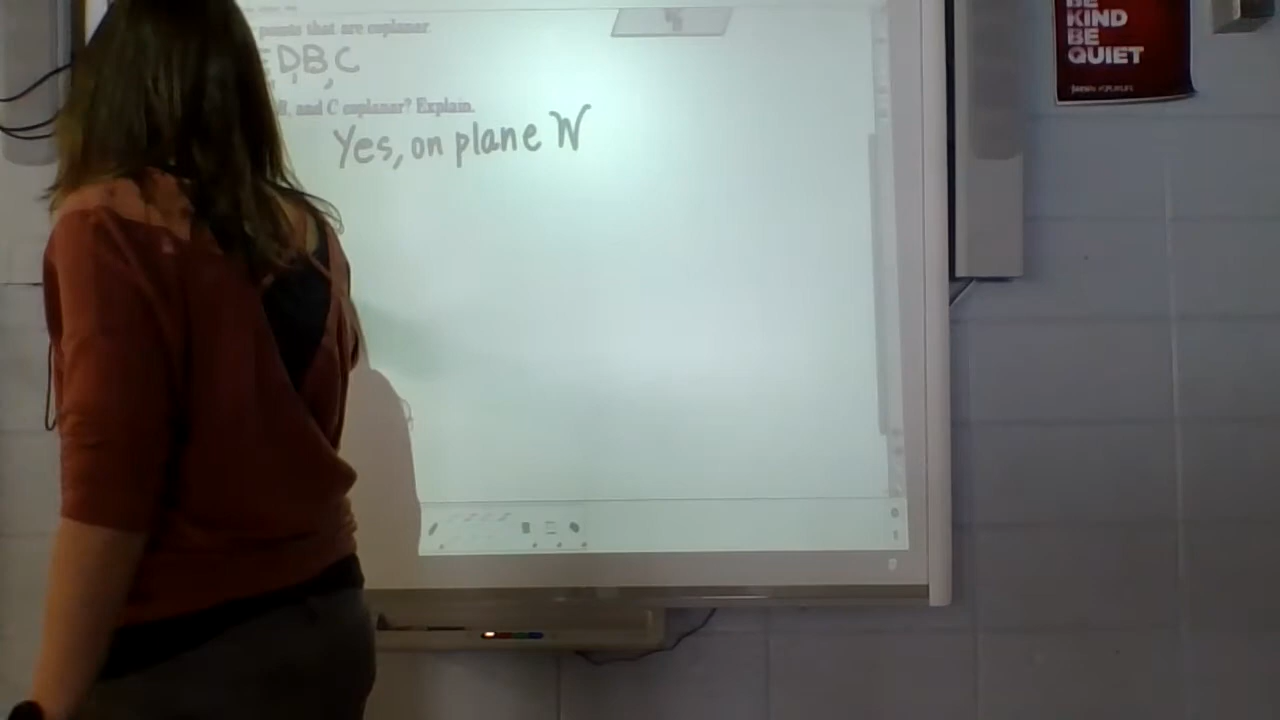 points that are coplanar
E, D, B, C
B, and C coplanar? Explain.
Yes, on plane W
BE
KIND
BE
QUIET